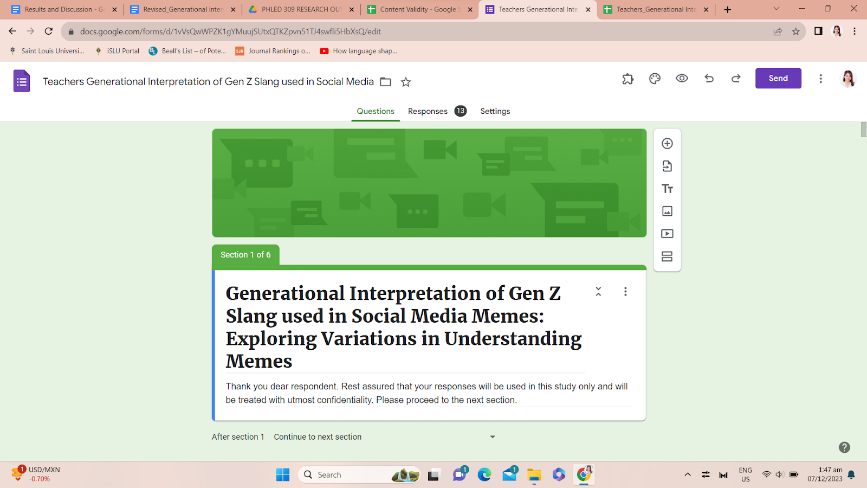 Results and Discussion - G
Revised_Generational inter
PHLED 309 RESEARCH OU
Content Validity - Google
Teachers Generational Inte
Teachers_Generational Int
docs.google.com/forms/d/1vVsQwWPZK1gYMuujSUtxQTKZpvn51TJ4swfli5HbXsQ/edit
Saint Louis Universi...
iSLU Portal
Beall's List – of Pote...
Journal Rankings o...
How language shap...
Teachers Generational Interpretation of Gen Z Slang used in Social Media
Send
Questions
Responses 13
Settings
Section 1 of 6
Generational Interpretation of Gen Z
Slang used in Social Media Memes:
Exploring Variations in Understanding
Memes
Thank you dear respondent. Rest assured that your responses will be used in this study only and will
be treated with utmost confidentiality. Please proceed to the next section.
After section 1 Continue to next section
1 USD/MXN
-0.70%
Search
1
1
ENG
US
1:47 am
07/12/2023